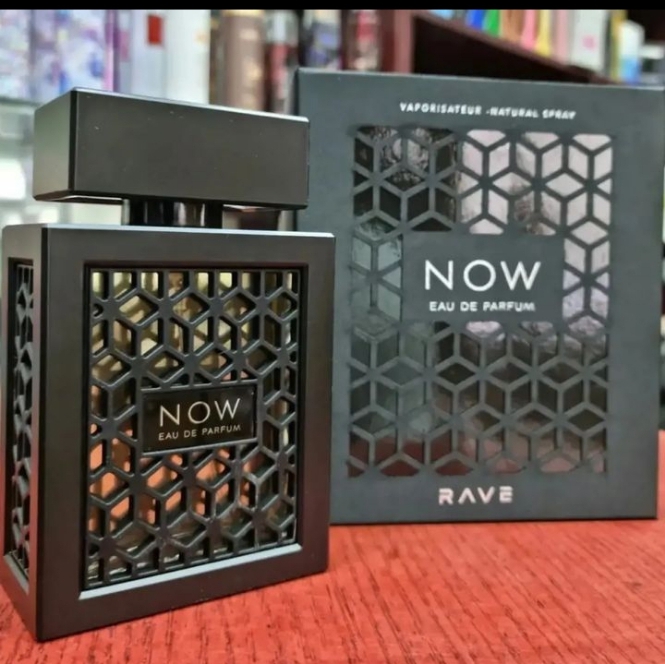 NOW
EAU DE PARFUM
VAPORISATEUR -NATURAL SPRAY
NOW
EAU DE PARFUM
RAVE